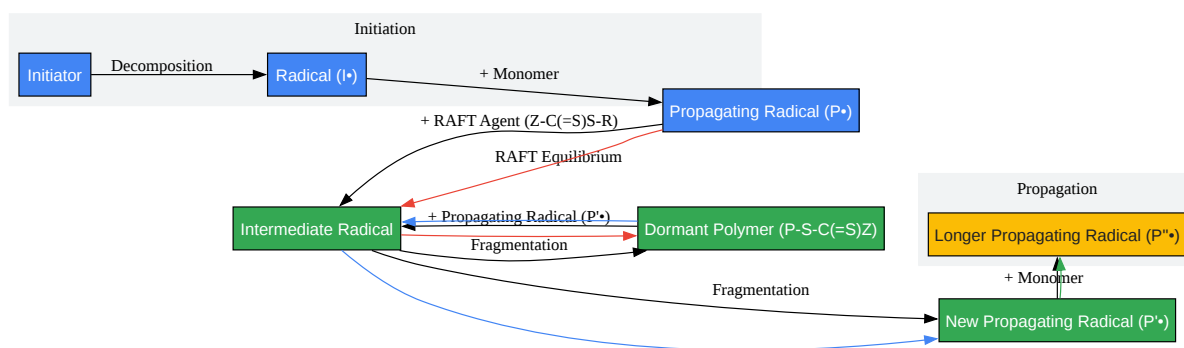 Initiation
Initiator
Decomposition
Radical (I•)
+ Monomer
Propagating Radical (P•)
+ RAFT Agent (Z-C(=S)S-R)
RAFT Equilibrium
Intermediate Radical
+ Propagating Radical (P'•)
Fragmentation
Dormant Polymer (P-S-C(=S)Z)
Propagation
Longer Propagating Radical (P"•)
+ Monomer
Fragmentation
New Propagating Radical (P'•)